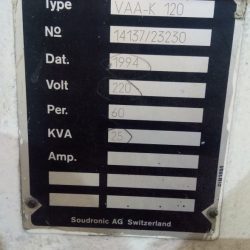 Type VAA-K 120
No 14137/23230
Dat. 1994
Volt 220
Per. 60
KVA 25
Amp.
Soudronic AG Switzerland